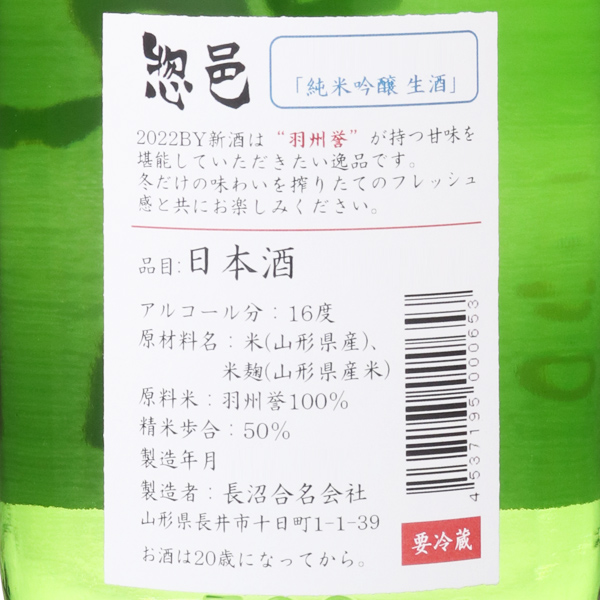 惣邑
「純米吟醸 生酒」
2022BY新酒は “羽州誉” が持つ甘味を
堪能していただきたい逸品です。
冬だけの味わいを搾りたてのフレッシュ
感と共にお楽しみください。
品目:日本酒
アルコール分：16度
原材料名：米(山形県産)、
米麹(山形県産米)
原料米：羽州誉100%
精米歩合：50%
製造年月
製造者：長沼合名会社
山形県長井市十日町1-1-39
お酒は20歳になってから。
4537195000653
要冷蔵